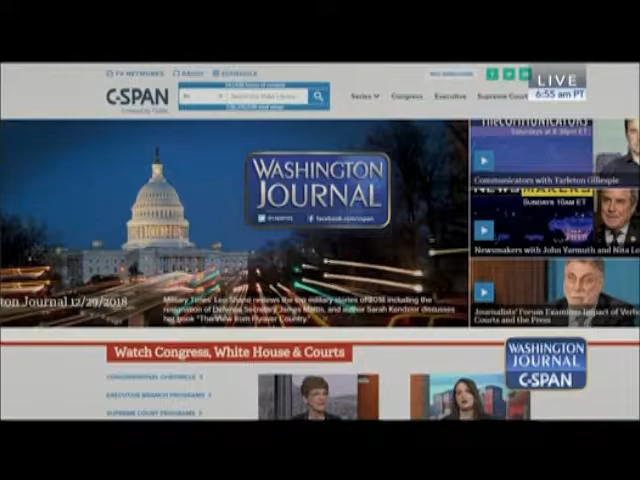 TV NETWORKS RADIO SCHEDULE
LIVE
6:55 am PT
C-SPAN
Series Congress Executive Supreme Court
THE COMMUNICATORS
Saturdays at 6:30pm ET
Communicators with Tarleton Gillespie
WASHINGTON
JOURNAL
facebook.com/cspan
NEWSMAKERS
SUNDAYS 10AM ET
Newsmakers with John Yarmuth and Nita Lo
Journalists' Forum Examines Impact of Verb
Courts and the Press
ton Journal 12/29/2018
Military Times' Leo Shane reviews the top military stories of 2018 including the
resignation of Defense Secretary James Mattis, and author Sarah Kendzior discusses
her book "The View from Flyover Country."
Watch Congress, White House & Courts
WASHINGTON
JOURNAL
C-SPAN
CONGRESSIONAL CHRONICLE
EXECUTIVE BRANCH PROGRAMS
SUPREME COURT PROGRAMS